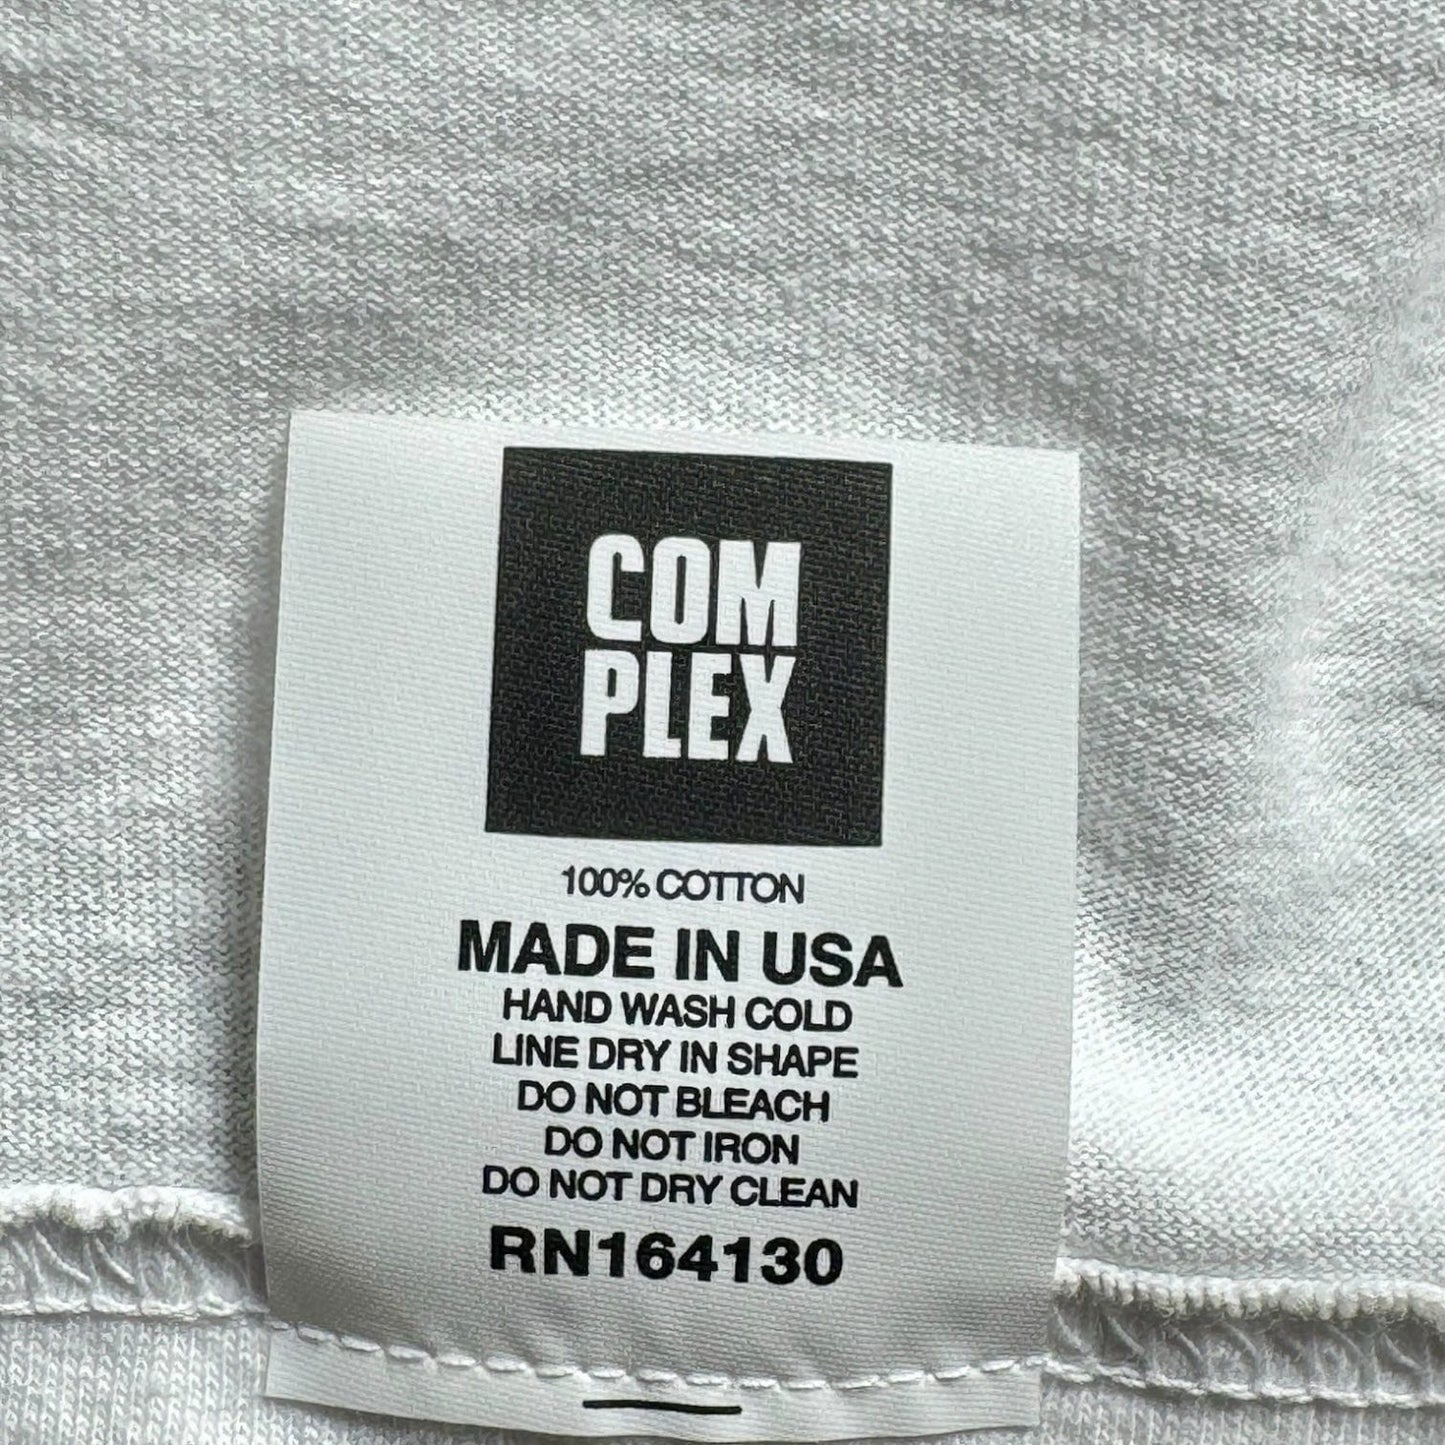 COM
PLEX
100% COTTON
MADE IN USA
HAND WASH COLD
LINE DRY IN SHAPE
DO NOT BLEACH
DO NOT IRON
DO NOT DRY CLEAN
RN164130